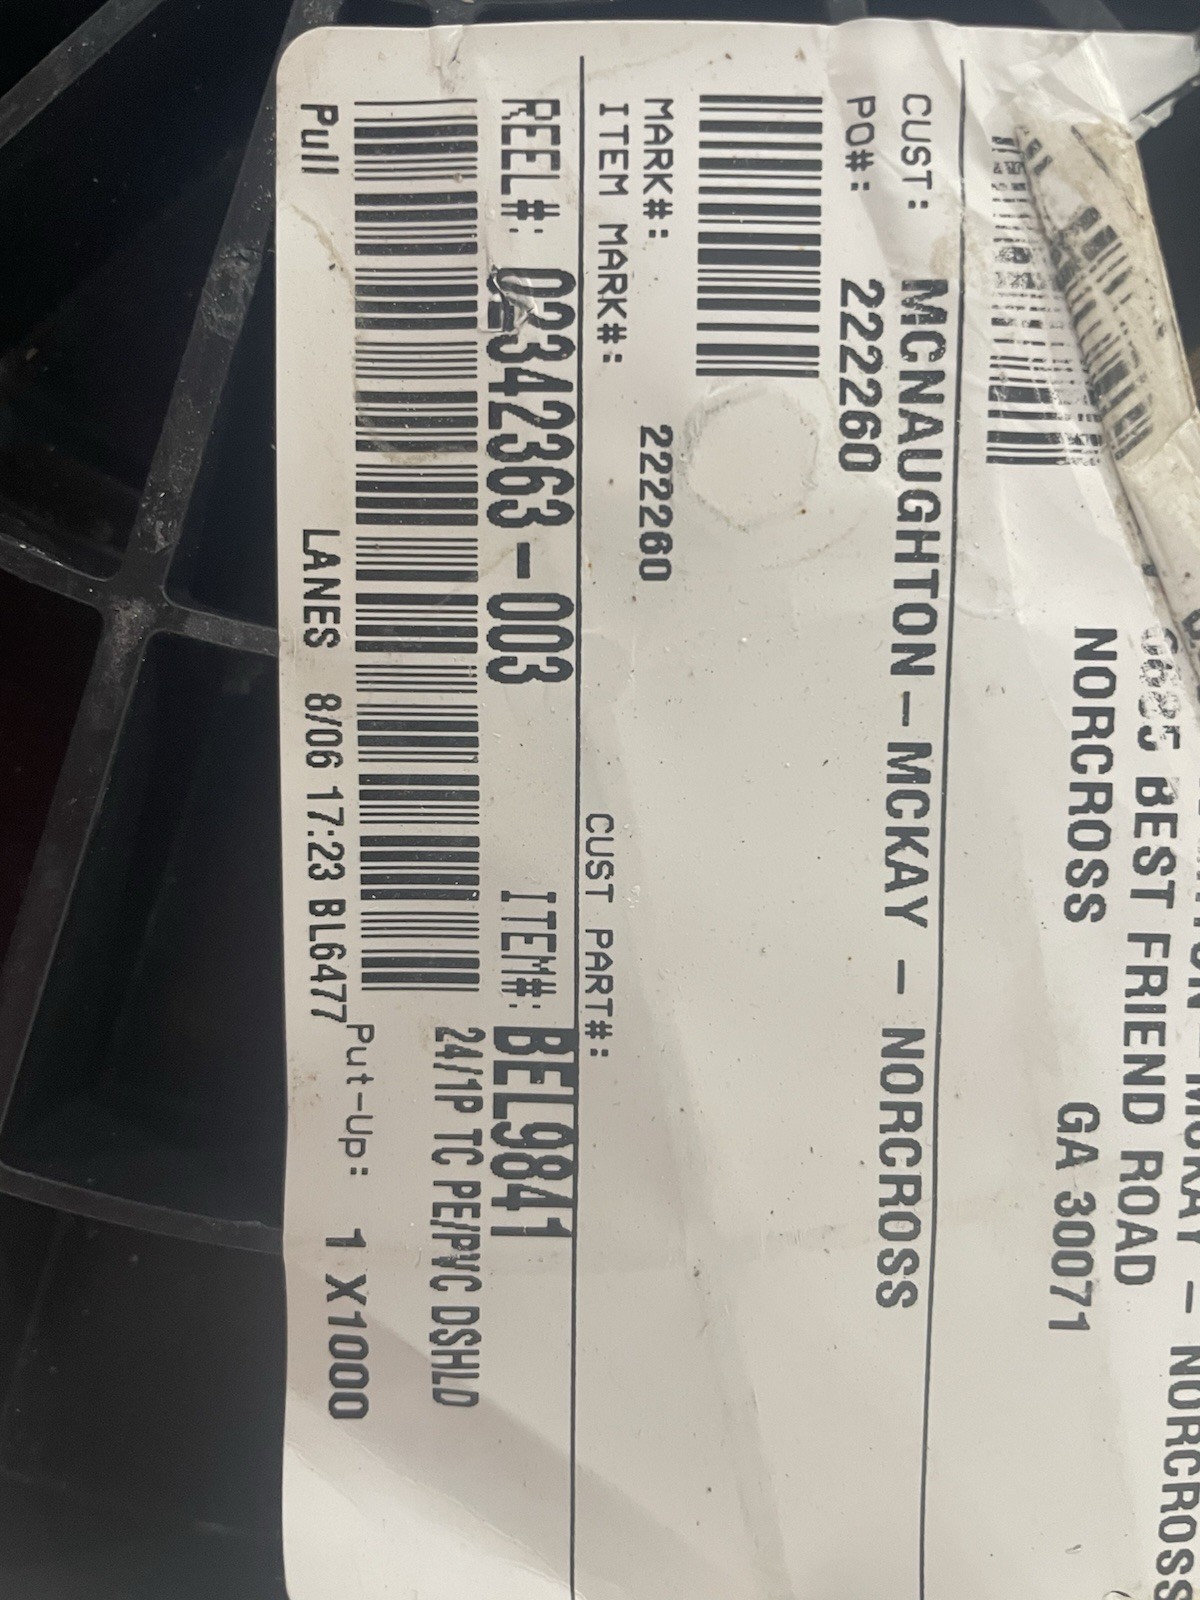 MCKAY - NORCROSS
BEST FRIEND ROAD
NORCROSS GA 30071
CUST: MCNAUGHTON-MCKAY - NORCROSS
PO#: 222260
MARK#: 222260
ITEM MARK#: CUST PART#:
REEL#: 02342363-003 ITEM#: BEL9841
24/1P TC PE/PVC DSHLD
Put-Up: 1 X1000
Pull LANES 8/06 17:23 BL6477